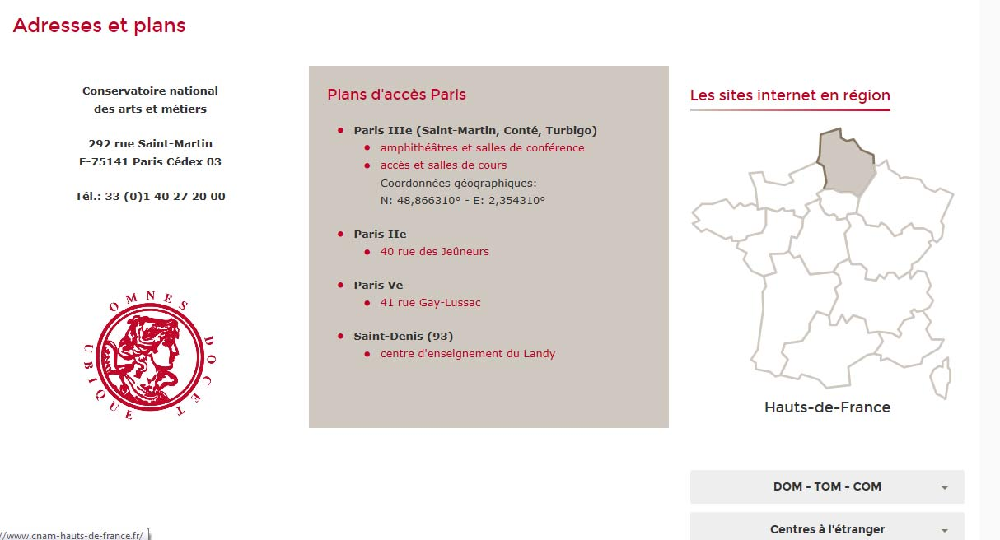 Adresses et plans
Conservatoire national
des arts et métiers
292 rue Saint-Martin
F-75141 Paris Cédex 03
Tél.: 33 (0)1 40 27 20 00
OMNES DOCET UBIQUE
Plans d'accès Paris
Paris IIIe (Saint-Martin, Conté, Turbigo)
amphithéâtres et salles de conférence
accès et salles de cours
Coordonnées géographiques:
N: 48,866310° - E: 2,354310°
Paris IIe
40 rue des Jeûneurs
Paris Ve
41 rue Gay-Lussac
Saint-Denis (93)
centre d'enseignement du Landy
Les sites internet en région
Hauts-de-France
DOM - TOM - COM
Centres à l'étranger
//www.cnam-hauts-de-france.fr/